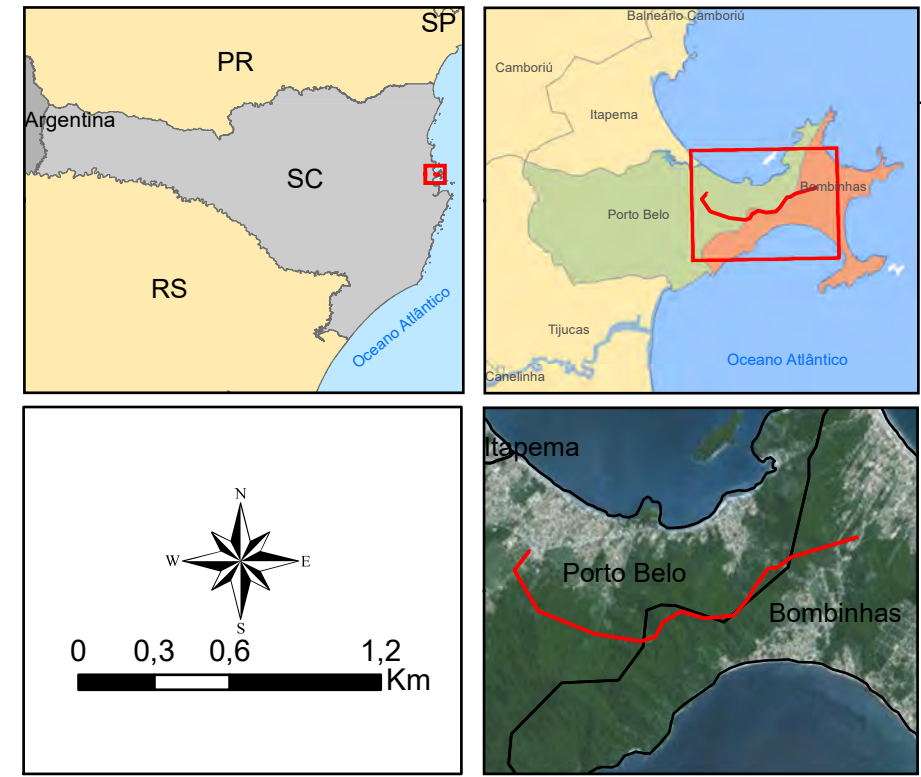 SP
PR
Argentina
SC
RS
Oceano Atlântico
Balneário Camboriú
Camboriú
Itapema
Bombinhas
Porto Belo
Tijucas
Oceano Atlântico
Canelinha
N
W E
S
0 0,3 0,6 1,2
Km
Itapema
Porto Belo
Bombinhas